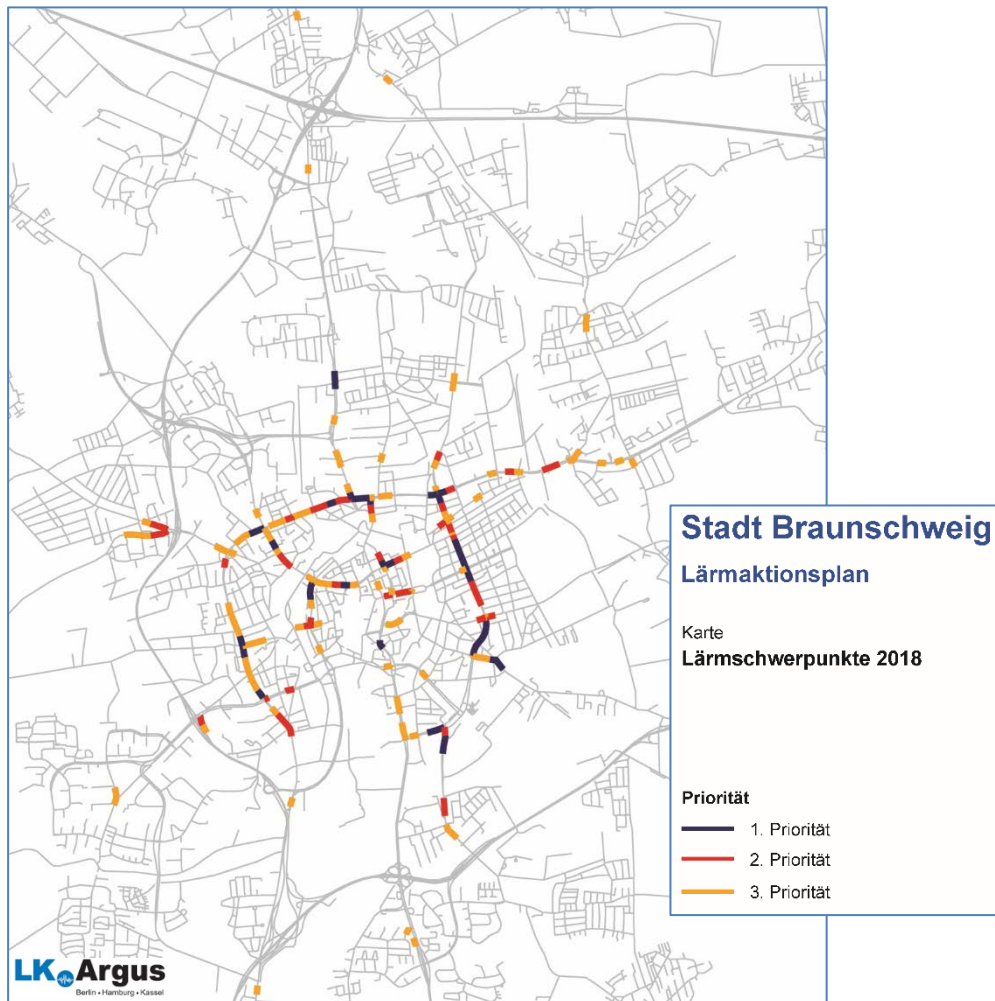 Stadt Braunschweig
Lärmaktionsplan
Karte
Lärmschwerpunkte 2018
Priorität
1. Priorität
2. Priorität
3. Priorität
LK Argus
Berlin • Hamburg • Kassel